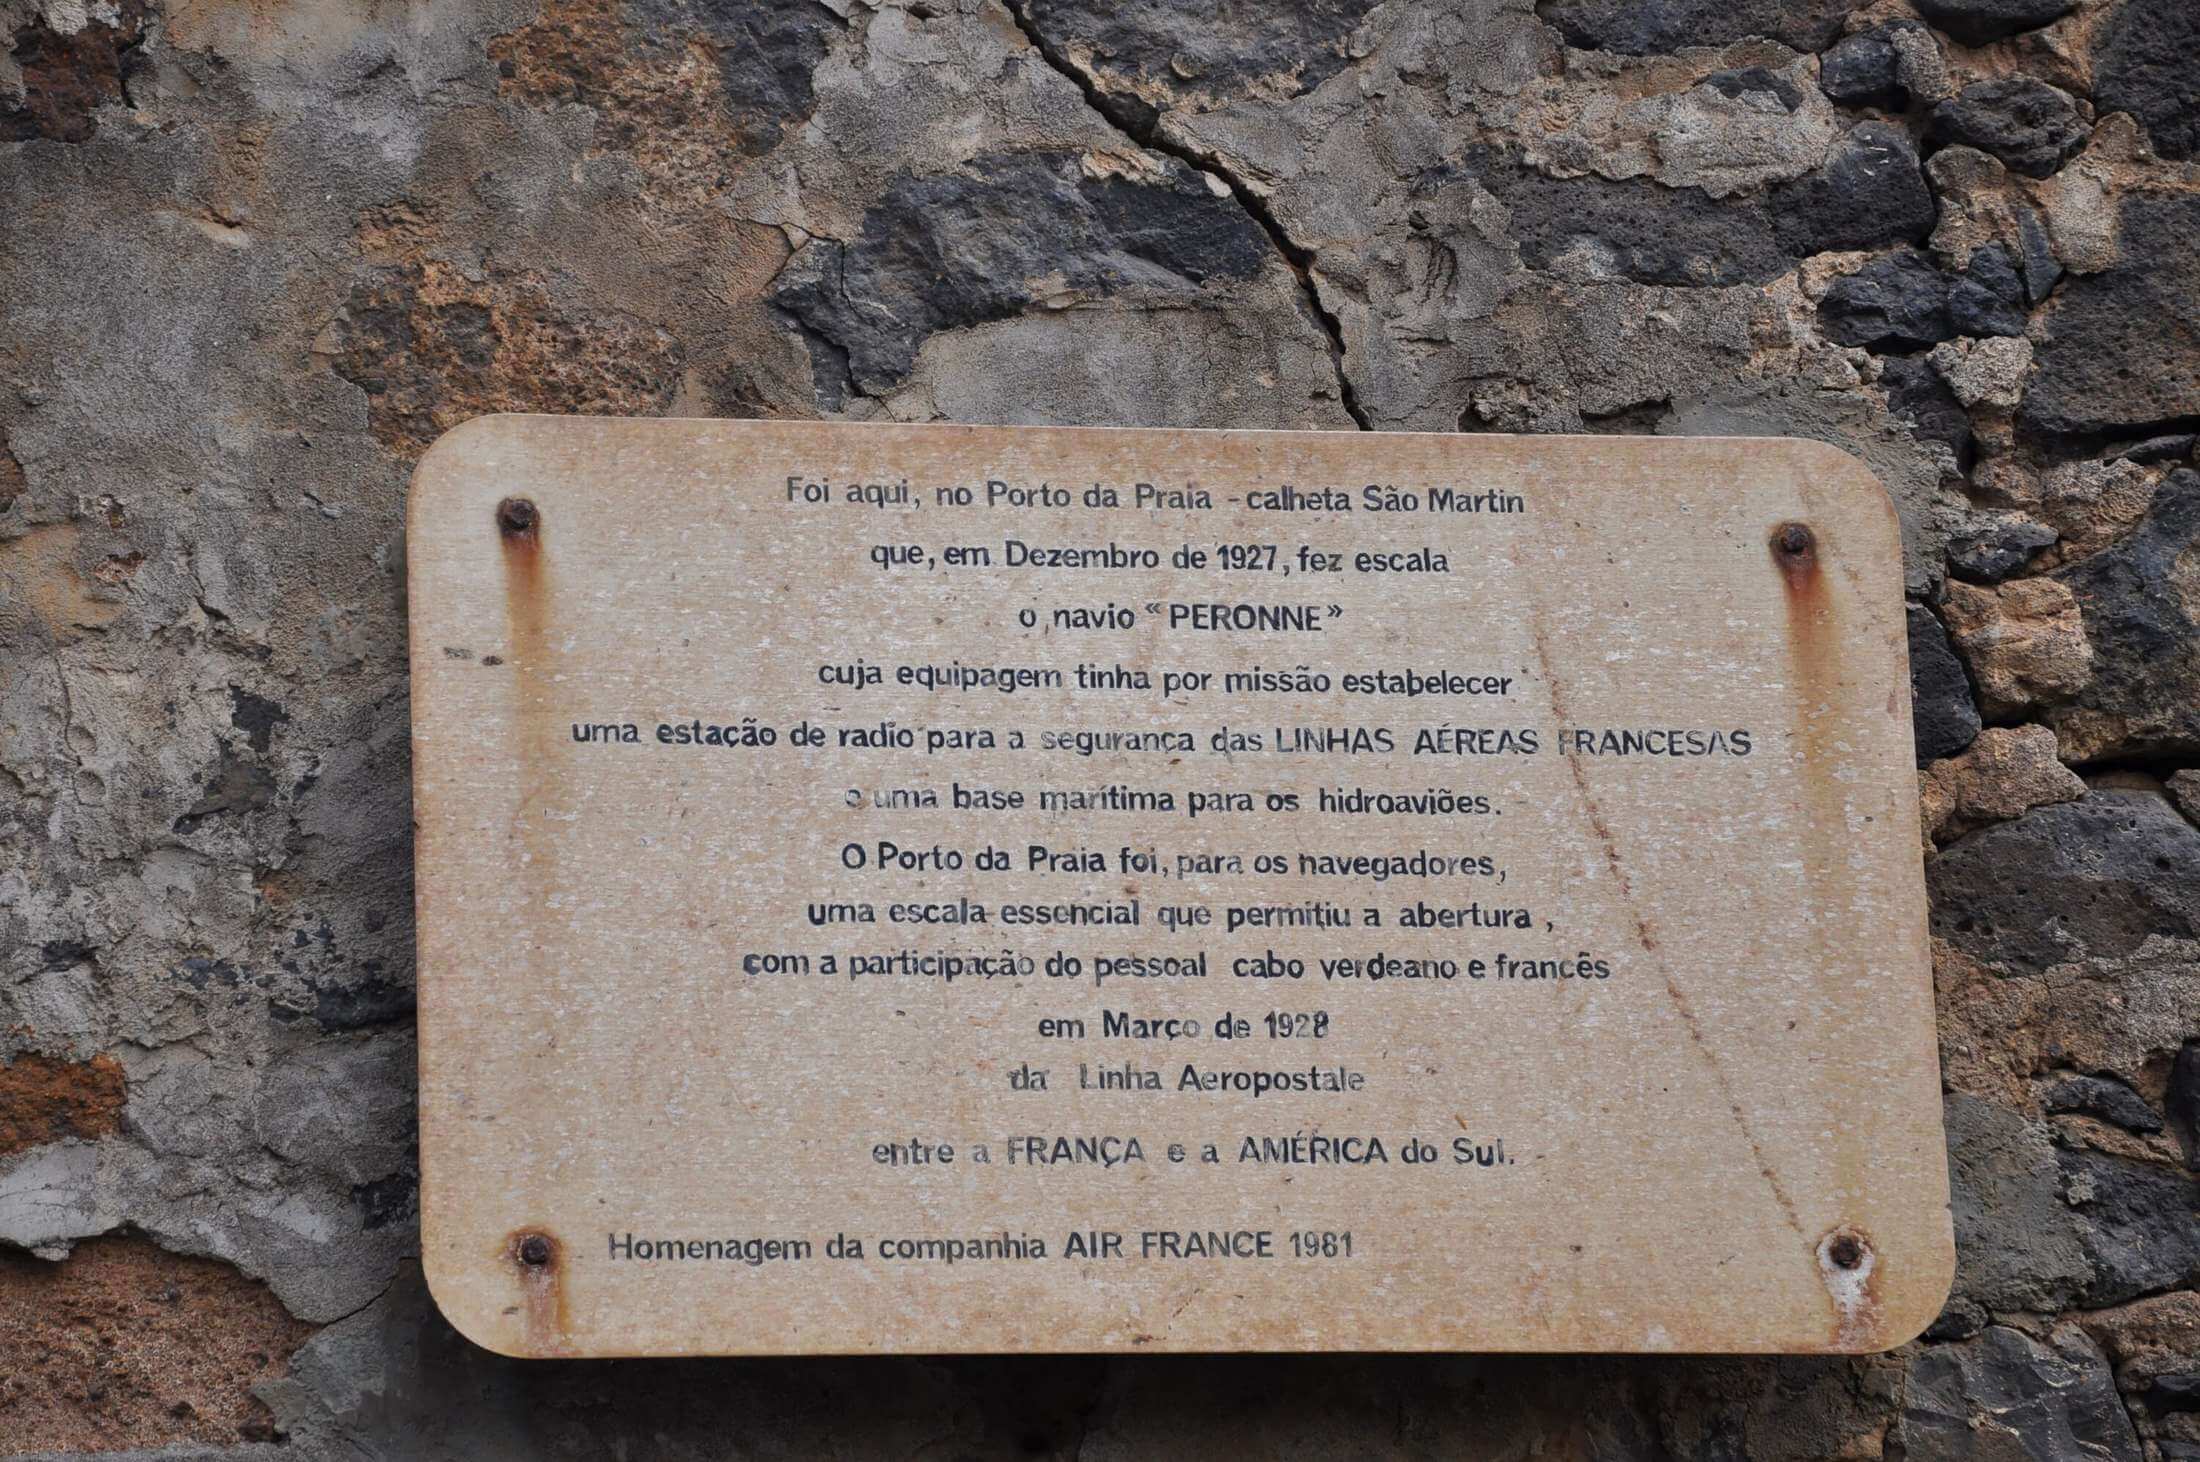 Foi aqui, no Porto da Praia - calheta São Martin
que, em Dezembro de 1927, fez escala
o navio “PERONNE”
cuja equipagem tinha por missão estabelecer
uma estação de radio para a segurança das LINHAS AÉREAS FRANCESAS
e uma base marítima para os hidroaviões.
O Porto da Praia foi, para os navegadores,
uma escala essencial que permitiu a abertura,
com a participação do pessoal cabo verdeano e francês
em Março de 1928
da Linha Aeropostale
entre a FRANÇA e a AMÉRICA do Sul.
Homenagem da companhia AIR FRANCE 1981